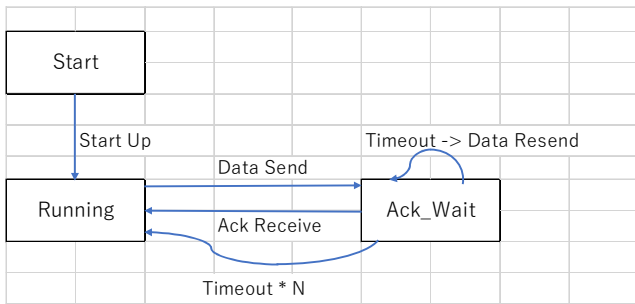 Start
Start Up
Timeout -> Data Resend
Data Send
Running
Ack_Wait
Ack Receive
Timeout * N